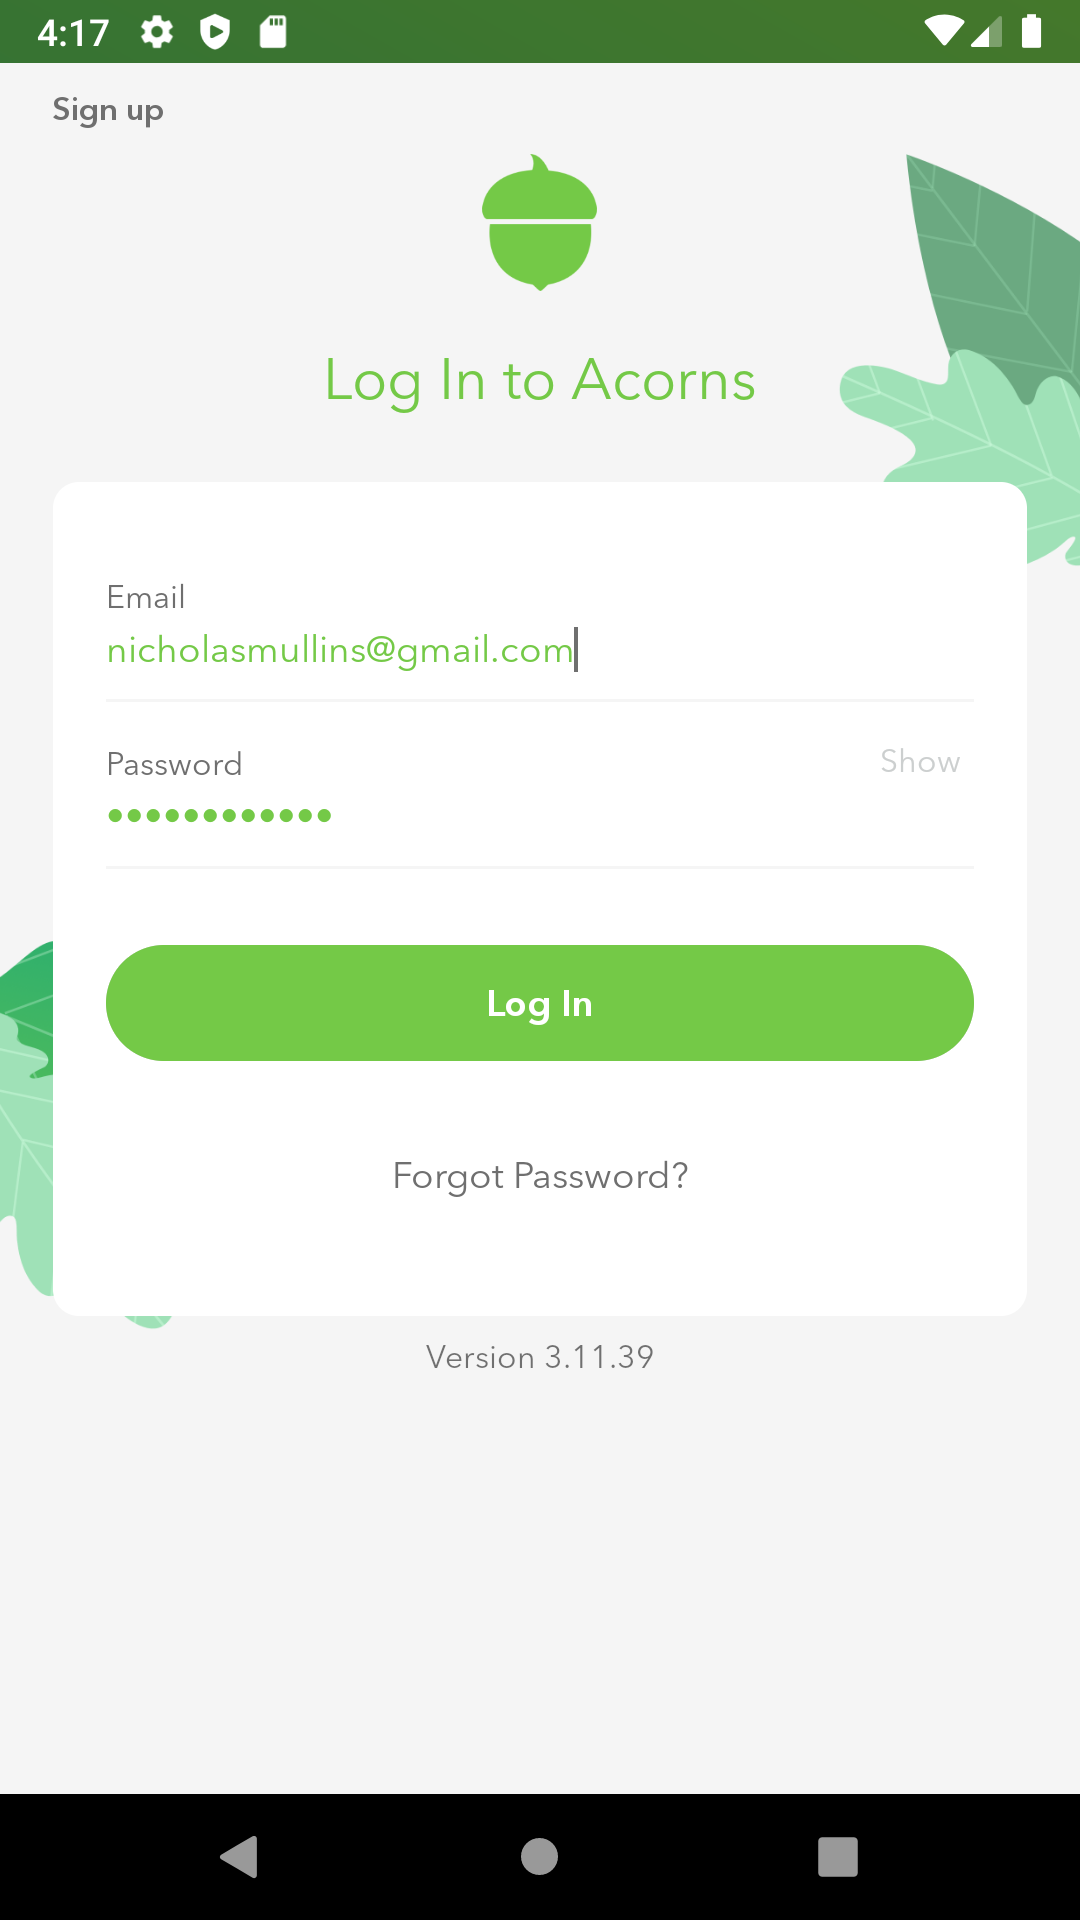 4:17
Sign up
Log In to Acorns
Email
nicholasmullins@gmail.com
Password
Show
••••••••••••
Log In
Forgot Password?
Version 3.11.39